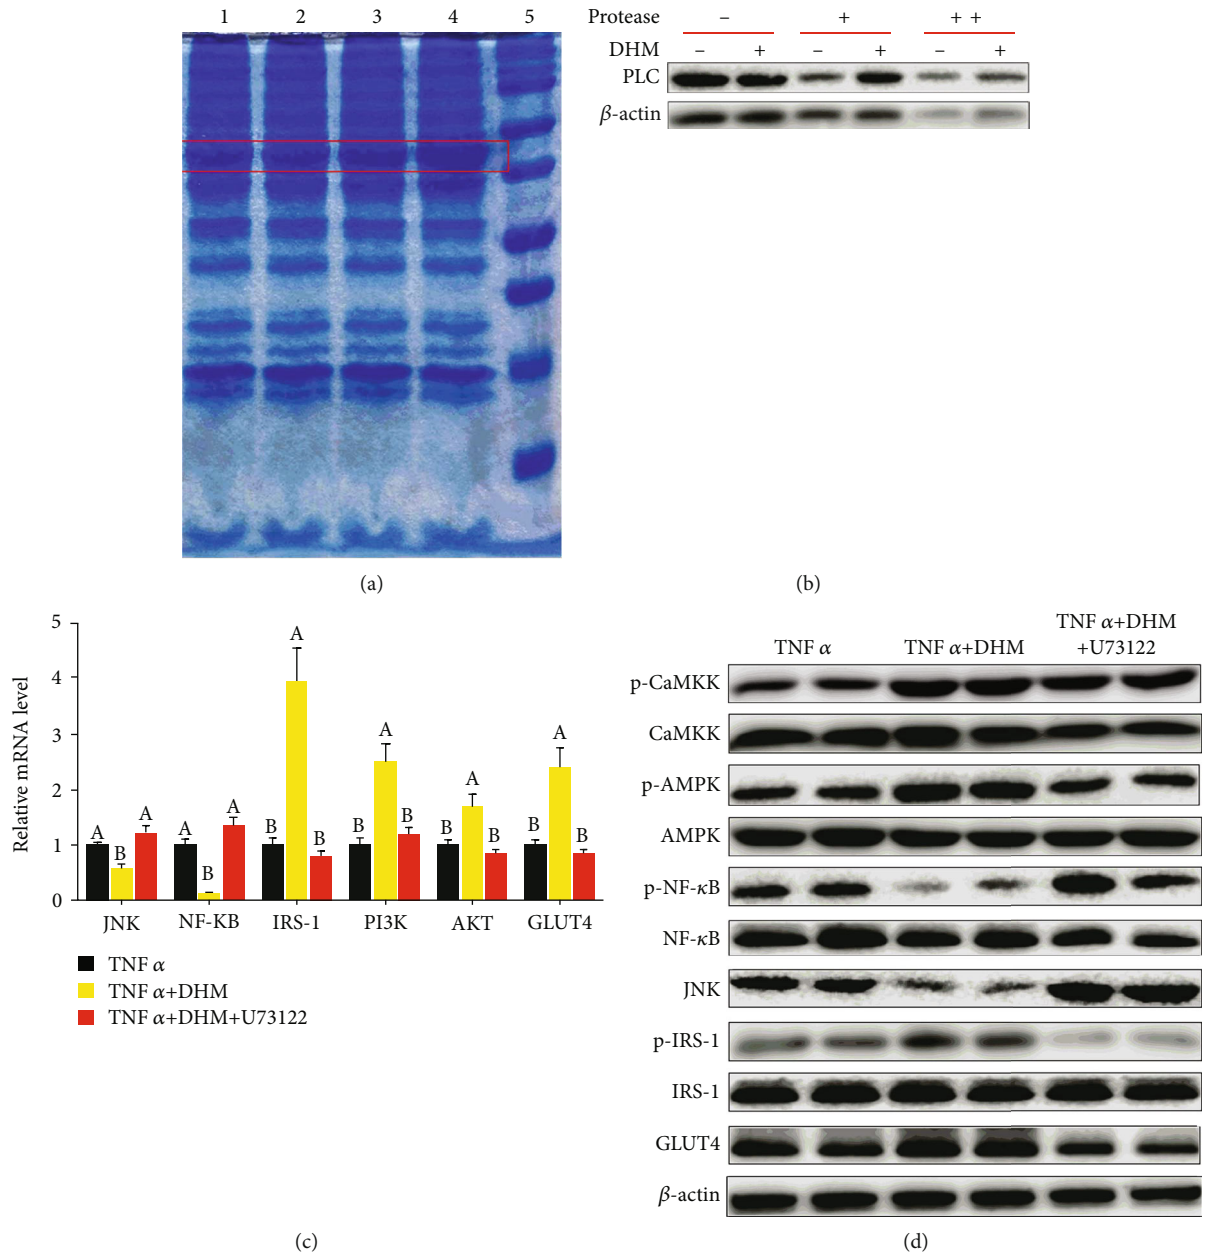 1 2 3 4 5
Protease – + + +
DHM – + – + – +
PLC
β-actin
(a)
(b)
5
4
3
2
1
0
Relative mRNA level
A B A
A B A
B A B
B A B
B A B
B A B
JNK NF-KB IRS-1 PI3K AKT GLUT4
TNF α
TNF α+DHM
TNF α+DHM+U73122
(c)
TNF α TNF α+DHM TNF α+DHM
+U73122
p-CaMKK
CaMKK
p-AMPK
AMPK
p-NF-κB
NF-κB
JNK
p-IRS-1
IRS-1
GLUT4
β-actin
(d)